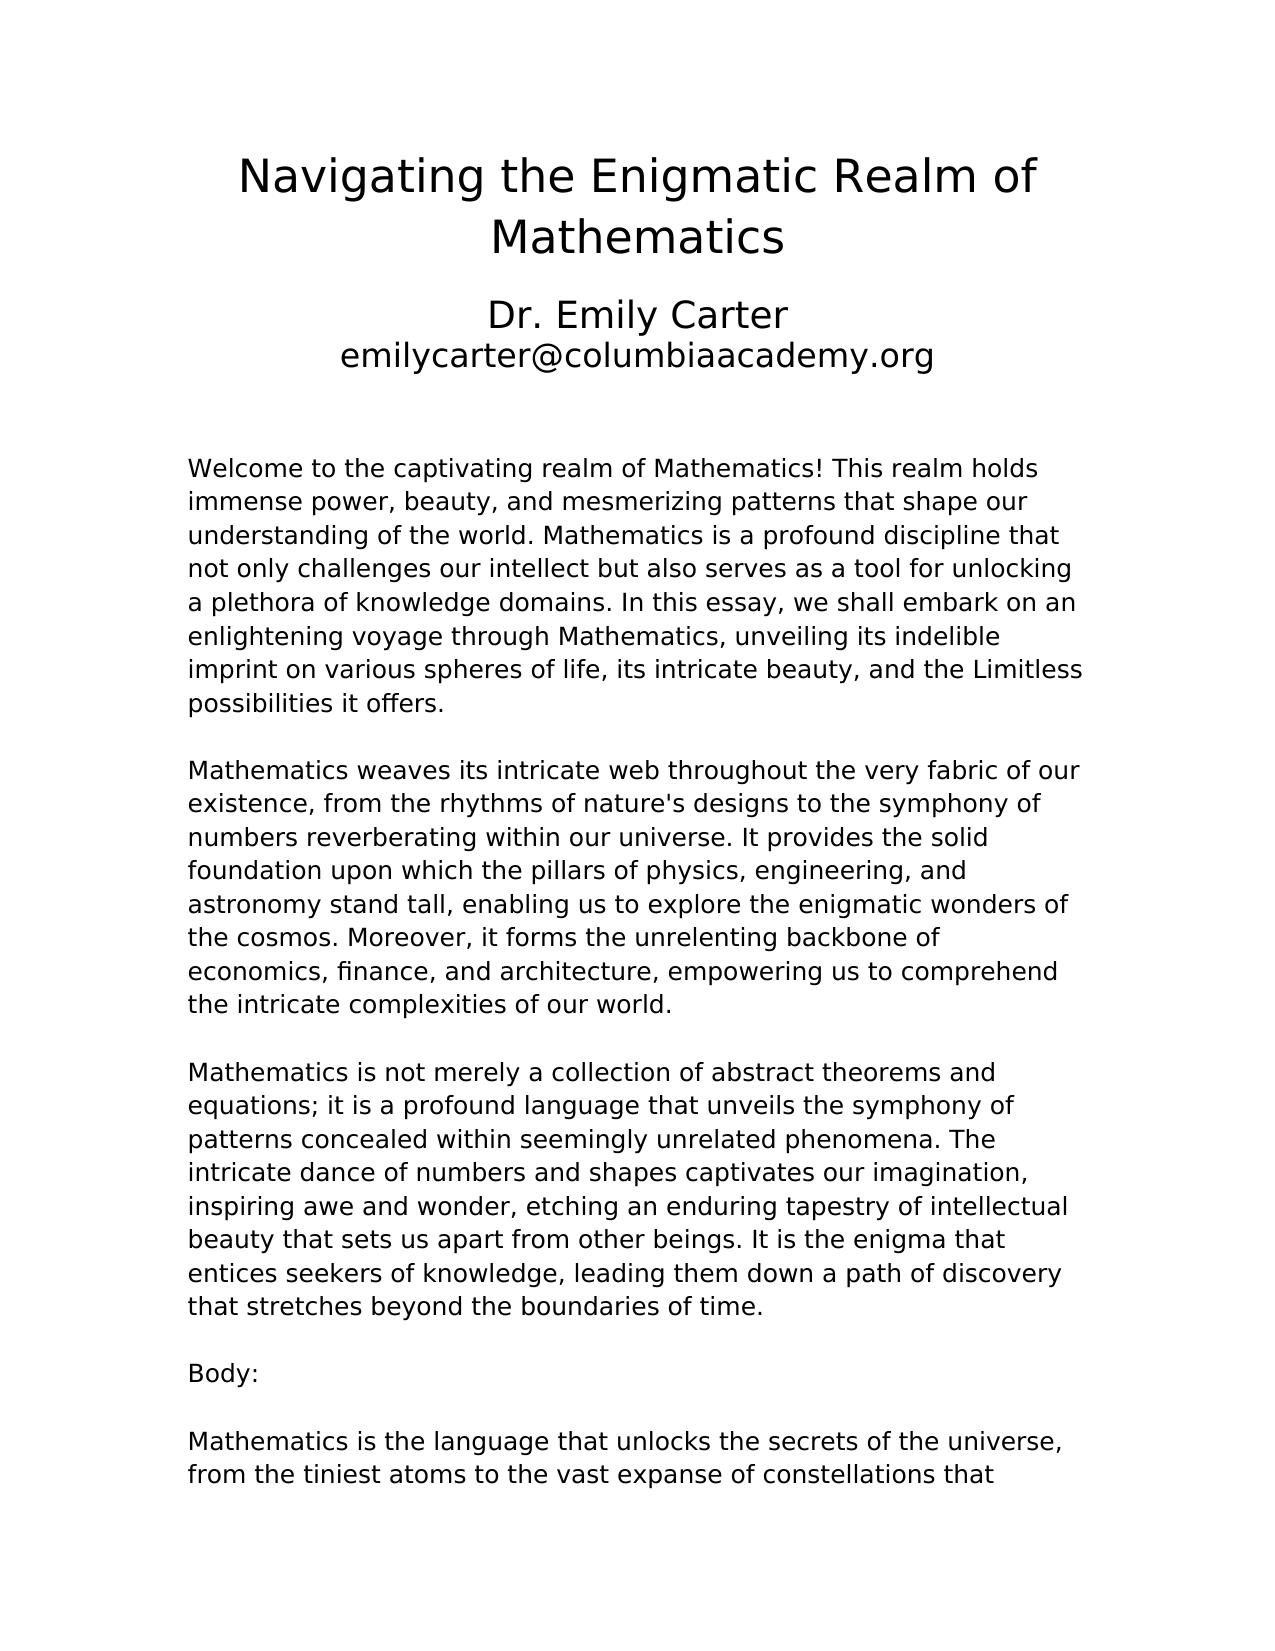 Navigating the Enigmatic Realm of
Mathematics
Dr. Emily Carter
emilycarter@columbiaacademy.org
Welcome to the captivating realm of Mathematics! This realm holds
immense power, beauty, and mesmerizing patterns that shape our
understanding of the world. Mathematics is a profound discipline that
not only challenges our intellect but also serves as a tool for unlocking
a plethora of knowledge domains. In this essay, we shall embark on an
enlightening voyage through Mathematics, unveiling its indelible
imprint on various spheres of life, its intricate beauty, and the Limitless
possibilities it offers.
Mathematics weaves its intricate web throughout the very fabric of our
existence, from the rhythms of nature's designs to the symphony of
numbers reverberating within our universe. It provides the solid
foundation upon which the pillars of physics, engineering, and
astronomy stand tall, enabling us to explore the enigmatic wonders of
the cosmos. Moreover, it forms the unrelenting backbone of
economics, finance, and architecture, empowering us to comprehend
the intricate complexities of our world.
Mathematics is not merely a collection of abstract theorems and
equations; it is a profound language that unveils the symphony of
patterns concealed within seemingly unrelated phenomena. The
intricate dance of numbers and shapes captivates our imagination,
inspiring awe and wonder, etching an enduring tapestry of intellectual
beauty that sets us apart from other beings. It is the enigma that
entices seekers of knowledge, leading them down a path of discovery
that stretches beyond the boundaries of time.
Body:
Mathematics is the language that unlocks the secrets of the universe,
from the tiniest atoms to the vast expanse of constellations that